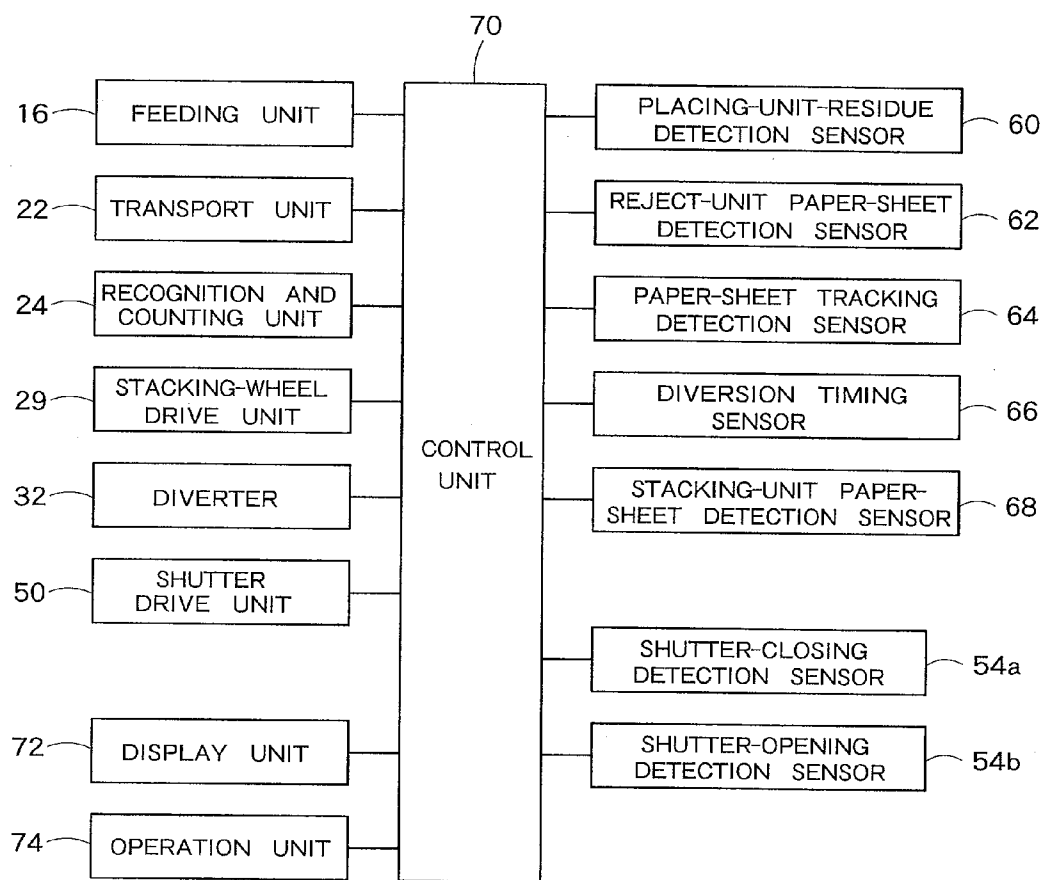 70
16
FEEDING UNIT
22
TRANSPORT UNIT
24
RECOGNITION AND
COUNTING UNIT
29
STACKING-WHEEL
DRIVE UNIT
32
DIVERTER
50
SHUTTER
DRIVE UNIT
72
DISPLAY UNIT
74
OPERATION UNIT
CONTROL
UNIT
PLACING-UNIT-RESIDUE
DETECTION SENSOR
60
REJECT-UNIT PAPER-SHEET
DETECTION SENSOR
62
PAPER-SHEET TRACKING
DETECTION SENSOR
64
DIVERSION TIMING
SENSOR
66
STACKING-UNIT PAPER-
SHEET DETECTION SENSOR
68
SHUTTER-CLOSING
DETECTION SENSOR
54a
SHUTTER-OPENING
DETECTION SENSOR
54b